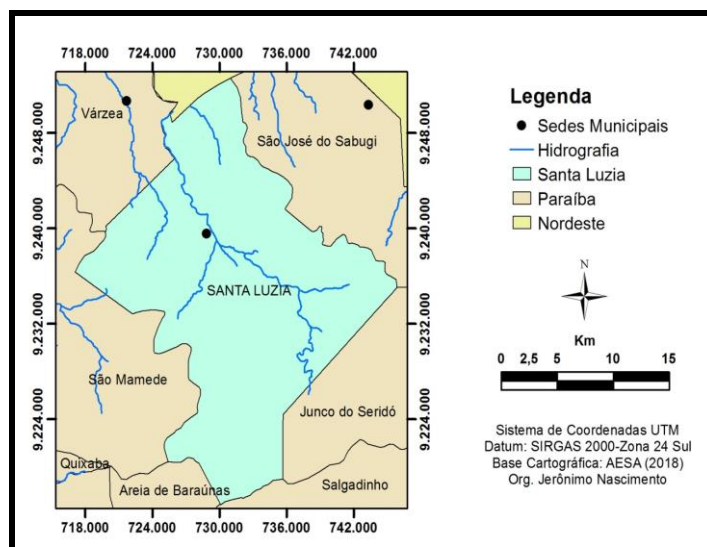 718.000 724.000 730.000 736.000 742.000
9.248.000
9.240.000
9.232.000
9.224.000
Várzea
São José do Sabugi
SANTA LUZIA
São Mamede
Junco do Seridó
Quixaba
Areia de Baraúnas
Salgadinho
9.248.000
9.240.000
9.232.000
9.224.000
718.000 724.000 730.000 736.000 742.000
Legenda
Sedes Municipais
Hidrografia
Santa Luzia
Paraíba
Nordeste
N
Km
0 2,5 5 10 15
Sistema de Coordenadas UTM
Datum: SIRGAS 2000-Zona 24 Sul
Base Cartográfica: AESA (2018)
Org. Jerônimo Nascimento